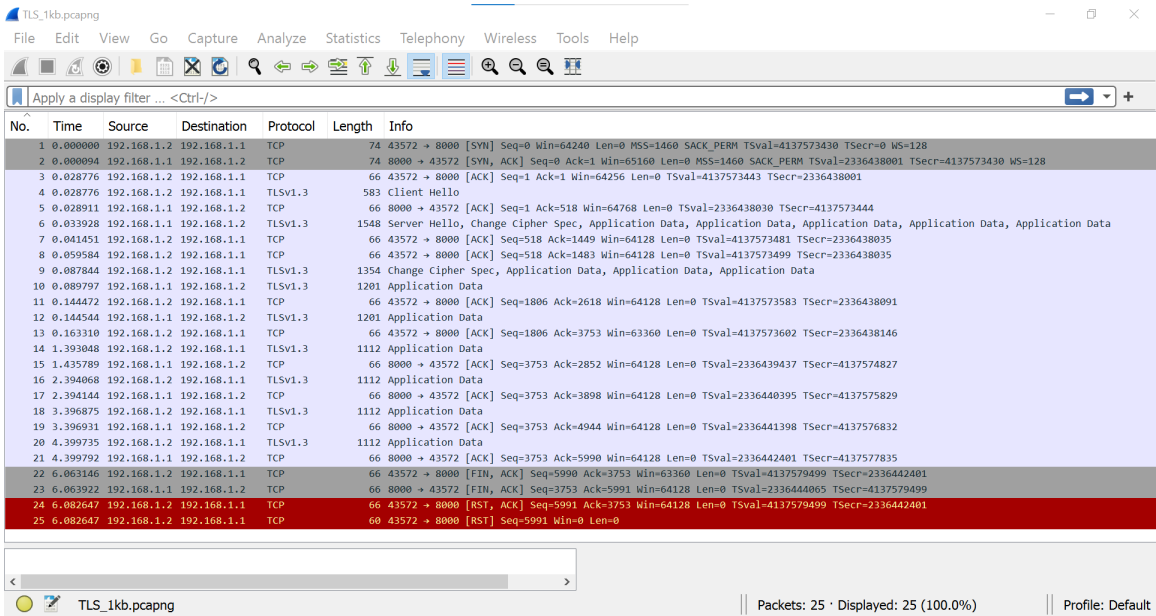 TLS_1kb.pcapng
File Edit View Go Capture Analyze Statistics Telephony Wireless Tools Help
Apply a display filter ... <Ctrl-/>
No. Time Source Destination Protocol Length Info
1 0.000000 192.168.1.2 192.168.1.1 TCP 74 43572 → 8000 [SYN] Seq=0 Win=64240 Len=0 MSS=1460 SACK_PERM TSval=4137573430 TSecr=0 WS=128
2 0.000094 192.168.1.1 192.168.1.2 TCP 74 8000 → 43572 [SYN, ACK] Seq=0 Ack=1 Win=65160 Len=0 MSS=1460 SACK_PERM TSval=2336438001 TSecr=4137573430 WS=128
3 0.028776 192.168.1.2 192.168.1.1 TCP 66 43572 → 8000 [ACK] Seq=1 Ack=1 Win=64256 Len=0 TSval=4137573443 TSecr=2336438001
4 0.028776 192.168.1.2 192.168.1.1 TLSv1.3 583 Client Hello
5 0.028911 192.168.1.1 192.168.1.2 TCP 66 8000 → 43572 [ACK] Seq=1 Ack=518 Win=64768 Len=0 TSval=2336438030 TSecr=4137573444
6 0.033928 192.168.1.1 192.168.1.2 TLSv1.3 1548 Server Hello, Change Cipher Spec, Application Data, Application Data, Application Data, Application Data, Application Data
7 0.041451 192.168.1.2 192.168.1.1 TCP 66 43572 → 8000 [ACK] Seq=518 Ack=1449 Win=64128 Len=0 TSval=4137573481 TSecr=2336438035
8 0.059584 192.168.1.2 192.168.1.1 TCP 66 43572 → 8000 [ACK] Seq=518 Ack=1483 Win=64128 Len=0 TSval=4137573499 TSecr=2336438035
9 0.087844 192.168.1.2 192.168.1.1 TLSv1.3 1354 Change Cipher Spec, Application Data, Application Data, Application Data
10 0.089797 192.168.1.1 192.168.1.2 TLSv1.3 1201 Application Data
11 0.144472 192.168.1.2 192.168.1.1 TCP 66 43572 → 8000 [ACK] Seq=1806 Ack=2618 Win=64128 Len=0 TSval=4137573583 TSecr=2336438091
12 0.144544 192.168.1.1 192.168.1.2 TLSv1.3 1201 Application Data
13 0.163310 192.168.1.2 192.168.1.1 TCP 66 43572 → 8000 [ACK] Seq=1806 Ack=3753 Win=63360 Len=0 TSval=4137573602 TSecr=2336438146
14 1.393048 192.168.1.2 192.168.1.1 TLSv1.3 1112 Application Data
15 1.435789 192.168.1.1 192.168.1.2 TCP 66 8000 → 43572 [ACK] Seq=3753 Ack=2852 Win=64128 Len=0 TSval=2336439437 TSecr=4137574827
16 2.394068 192.168.1.2 192.168.1.1 TLSv1.3 1112 Application Data
17 2.394144 192.168.1.1 192.168.1.2 TCP 66 8000 → 43572 [ACK] Seq=3753 Ack=3898 Win=64128 Len=0 TSval=2336440395 TSecr=4137575829
18 3.396875 192.168.1.2 192.168.1.1 TLSv1.3 1112 Application Data
19 3.396931 192.168.1.1 192.168.1.2 TCP 66 8000 → 43572 [ACK] Seq=3753 Ack=4944 Win=64128 Len=0 TSval=2336441398 TSecr=4137576832
20 4.399735 192.168.1.2 192.168.1.1 TLSv1.3 1112 Application Data
21 4.399792 192.168.1.1 192.168.1.2 TCP 66 8000 → 43572 [ACK] Seq=3753 Ack=5990 Win=64128 Len=0 TSval=2336442401 TSecr=4137577835
22 6.063146 192.168.1.2 192.168.1.1 TCP 66 43572 → 8000 [FIN, ACK] Seq=5990 Ack=3753 Win=63360 Len=0 TSval=4137579499 TSecr=2336442401
23 6.063922 192.168.1.1 192.168.1.2 TCP 66 8000 → 43572 [FIN, ACK] Seq=3753 Ack=5991 Win=64128 Len=0 TSval=2336444065 TSecr=4137579499
24 6.082647 192.168.1.2 192.168.1.1 TCP 66 43572 → 8000 [RST, ACK] Seq=5991 Ack=3753 Win=64128 Len=0 TSval=4137579499 TSecr=2336442401
25 6.082647 192.168.1.2 192.168.1.1 TCP 60 43572 → 8000 [RST] Seq=5991 Win=0 Len=0
TLS_1kb.pcapng Packets: 25 · Displayed: 25 (100.0%) Profile: Default